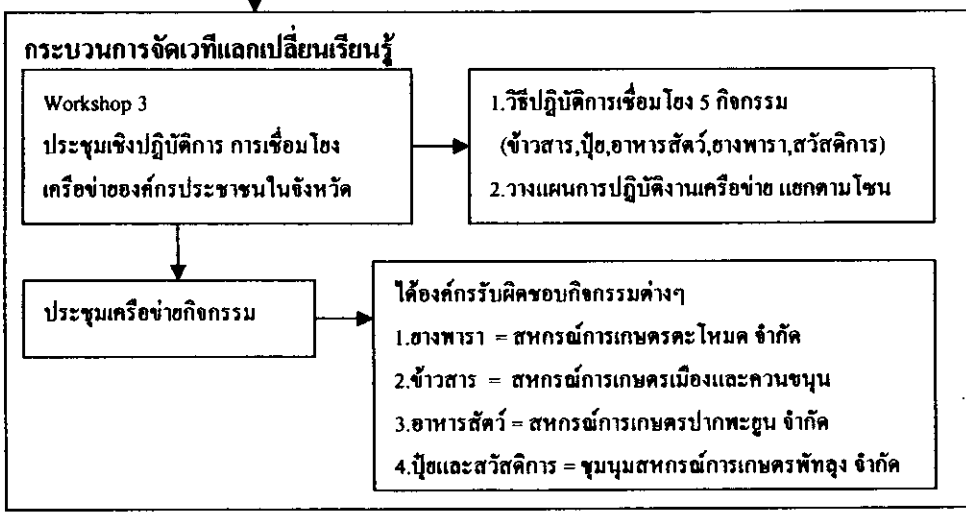 กระบวนการจัดเวทีแลกเปลี่ยนเรียนรู้
Workshop 3
ประชุมเชิงปฏิบัติการ การเชื่อมโยง
เครือข่ายองค์กรประชาชนในจังหวัด
1.วิธีปฏิบัติการเชื่อมโยง 5 กิจกรรม
(ข้าวสาร,ปุ๋ย,อาหารสัตว์,ยางพารา,สวัสดิการ)
2.วางแผนการปฏิบัติงานเครือข่าย แยกตามโซน
ประชุมเครือข่ายกิจกรรม
ได้องค์กรรับผิดชอบกิจกรรมต่างๆ
1.ยางพารา = สหกรณ์การเกษตรตะโหมด จำกัด
2.ข้าวสาร = สหกรณ์การเกษตรเมืองและควนขนุน
3.อาหารสัตว์ = สหกรณ์การเกษตรปากพะยูน จำกัด
4.ปุ๋ยและสวัสดิการ = ชุมนุมสหกรณ์การเกษตรพัทลุง จำกัด